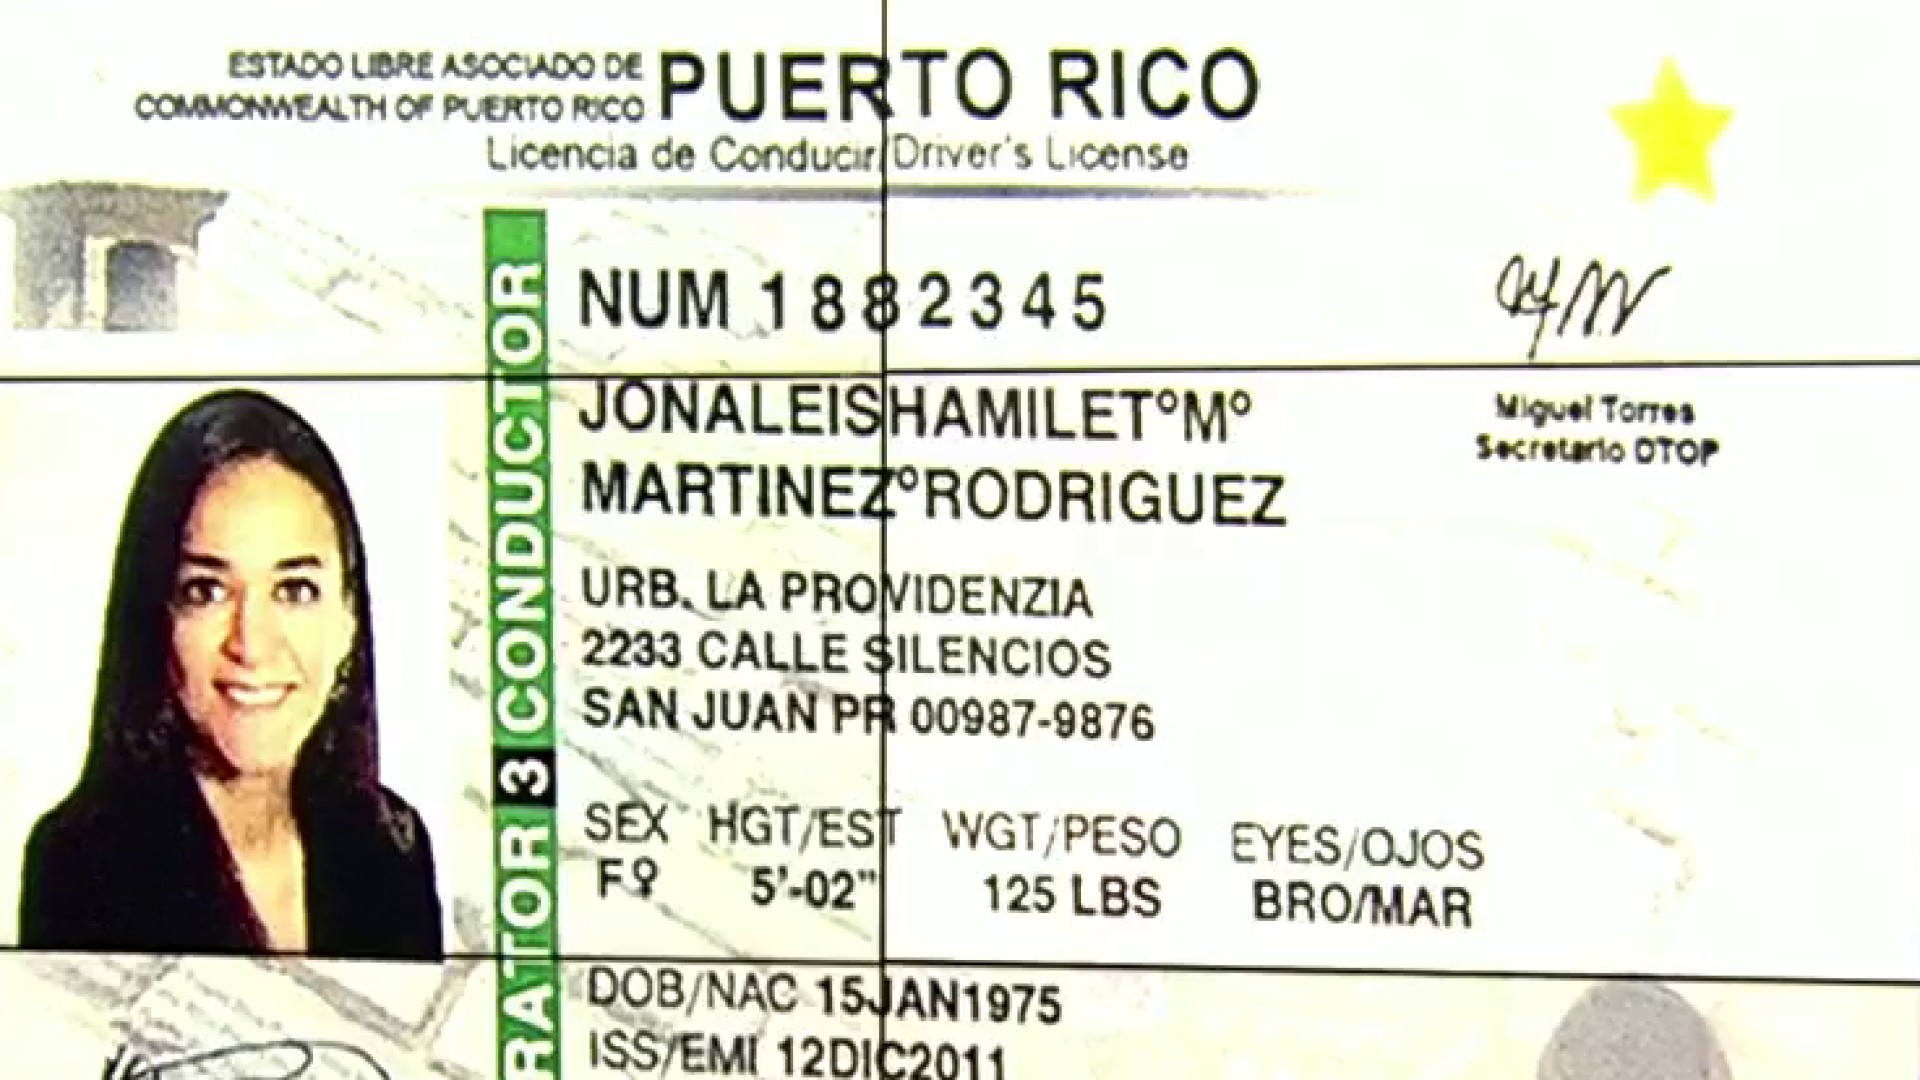 ESTADO LIBRE ASOCIADO DE
COMMONWEALTH OF PUERTO RICO
PUERTO RICO
Licencia de Conducir/Driver's License
NUM 1882345
JONALEISHAMILET°M°
MARTINEZ°RODRIGUEZ
URB. LA PROVIDENZIA
2233 CALLE SILENCIOS
SAN JUAN PR 00987-9876
SEX HGT/EST WGT/PESO EYES/OJOS
F♀ 5'-02" 125 LBS BRO/MAR
DOB/NAC 15JAN1975
ISS/EMI 12DIC2011
RATOR 3 CONDUCTOR
Miguel Torres
Secretario DTOP